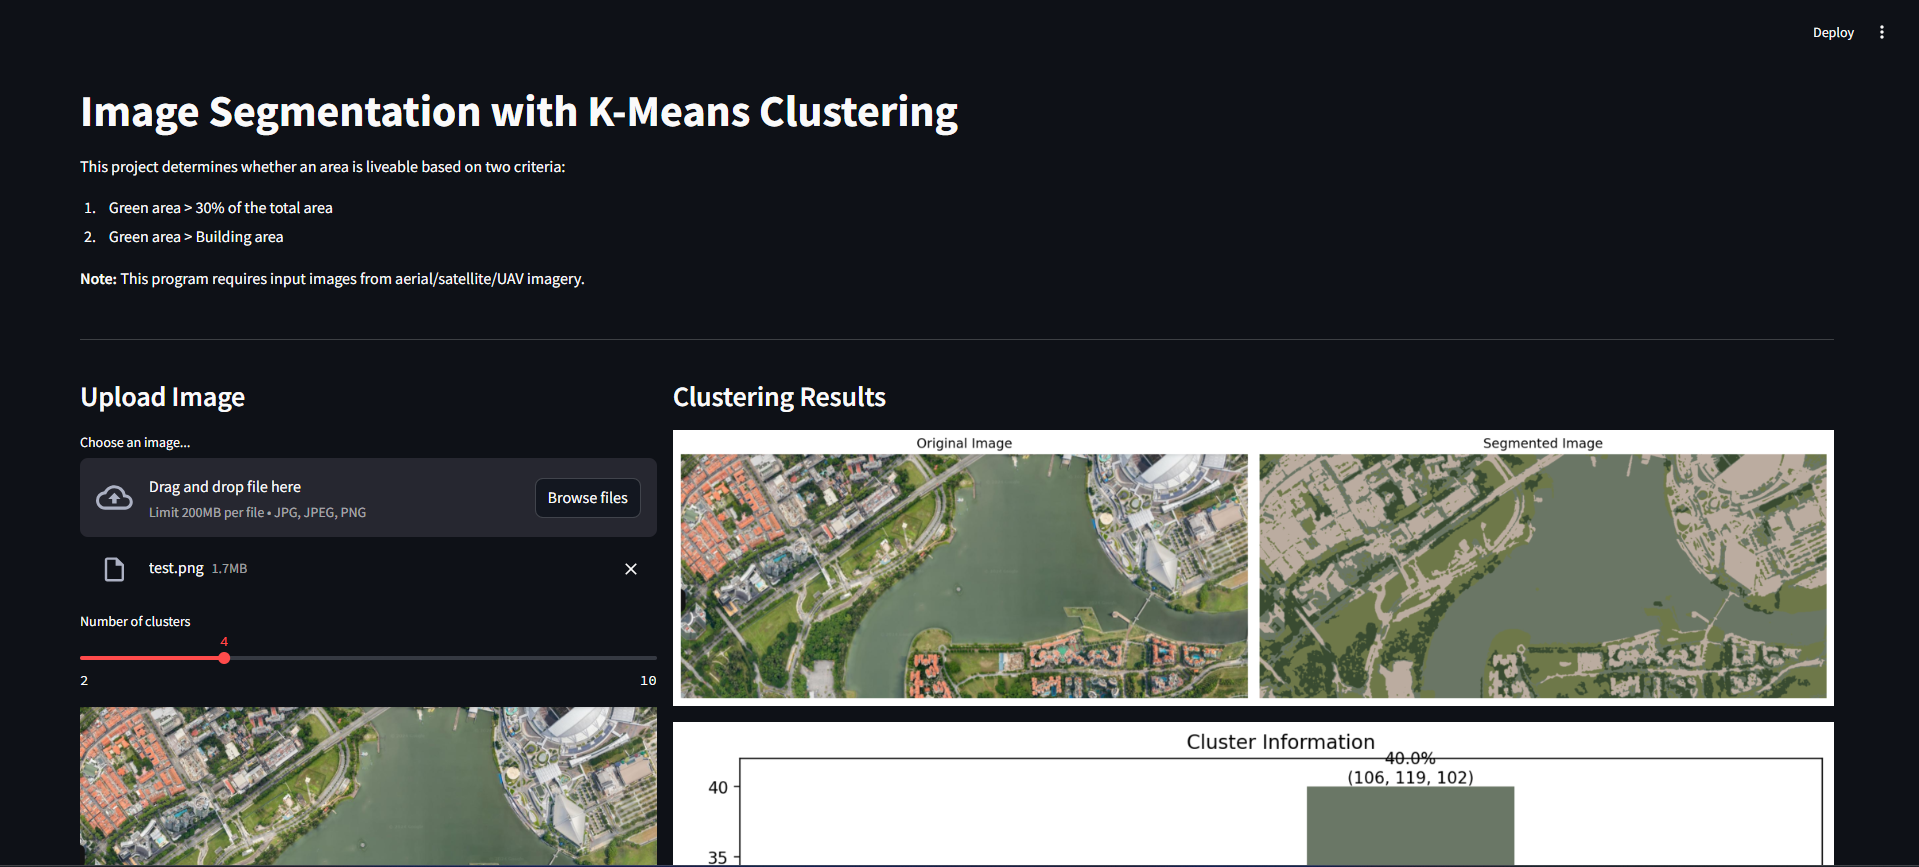 Deploy
Image Segmentation with K-Means Clustering
This project determines whether an area is liveable based on two criteria:
1. Green area > 30% of the total area
2. Green area > Building area
Note: This program requires input images from aerial/satellite/UAV imagery.
Upload Image
Choose an image...
Drag and drop file here
Limit 200MB per file • JPG, JPEG, PNG
Browse files
test.png 1.7MB
Number of clusters
4
2 10
Clustering Results
Original Image Segmented Image
Cluster Information
40.0%
(106, 119, 102)
40
35